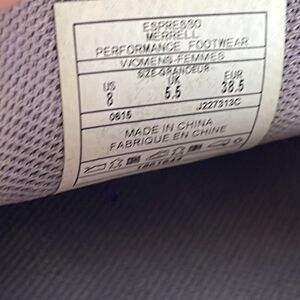 ESPRESSO
MERRELL
PERFORMANCE FOOTWEAR
WOMENS-FEMMES
SIZE-GRANDEUR
US UK EUR
8 5.5 38.5
0615 J227313C
MADE IN CHINA
FABRIQUE EN CHINE